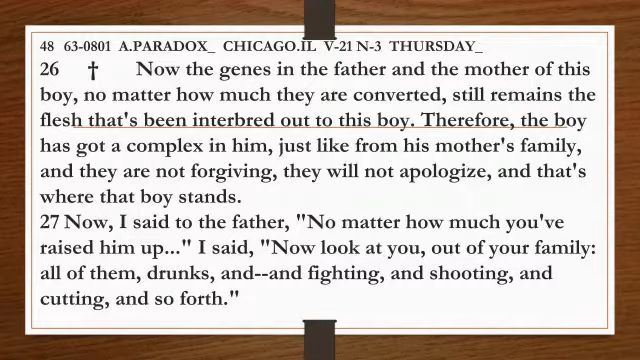 48 63-0801 A.PARADOX_ CHICAGO.IL V-21 N-3 THURSDAY_
26 † Now the genes in the father and the mother of this
boy, no matter how much they are converted, still remains the
flesh that's been interbred out to this boy. Therefore, the boy
has got a complex in him, just like from his mother's family,
and they are not forgiving, they will not apologize, and that's
where that boy stands.
27 Now, I said to the father, "No matter how much you've
raised him up..." I said, "Now look at you, out of your family:
all of them, drunks, and--and fighting, and shooting, and
cutting, and so forth."